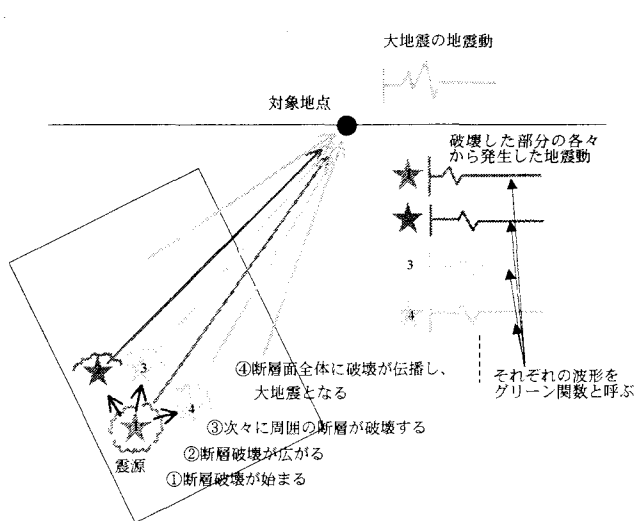 大地震の地震動
対象地点
破壊した部分の各々
から発生した地震動
3
4
3
4
1
④断層面全体に破壊が伝播し、
大地震となる
それぞれの波形を
グリーン関数と呼ぶ
③次々に周囲の断層が破壊する
震源
②断層破壊が広がる
①断層破壊が始まる